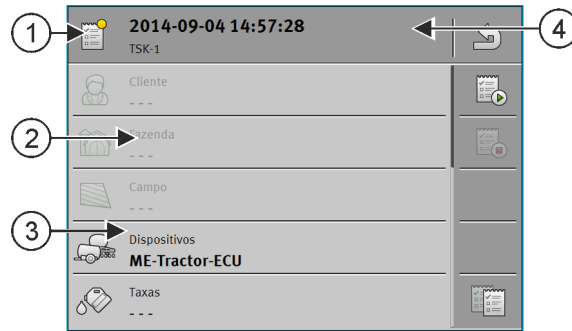 1
2014-09-04 14:57:28
4
TSK-1
Cliente
- - -
2
Fazenda
- - -
Campo
- - -
3
Dispositivos
ME-Tractor-ECU
Taxas
- - -